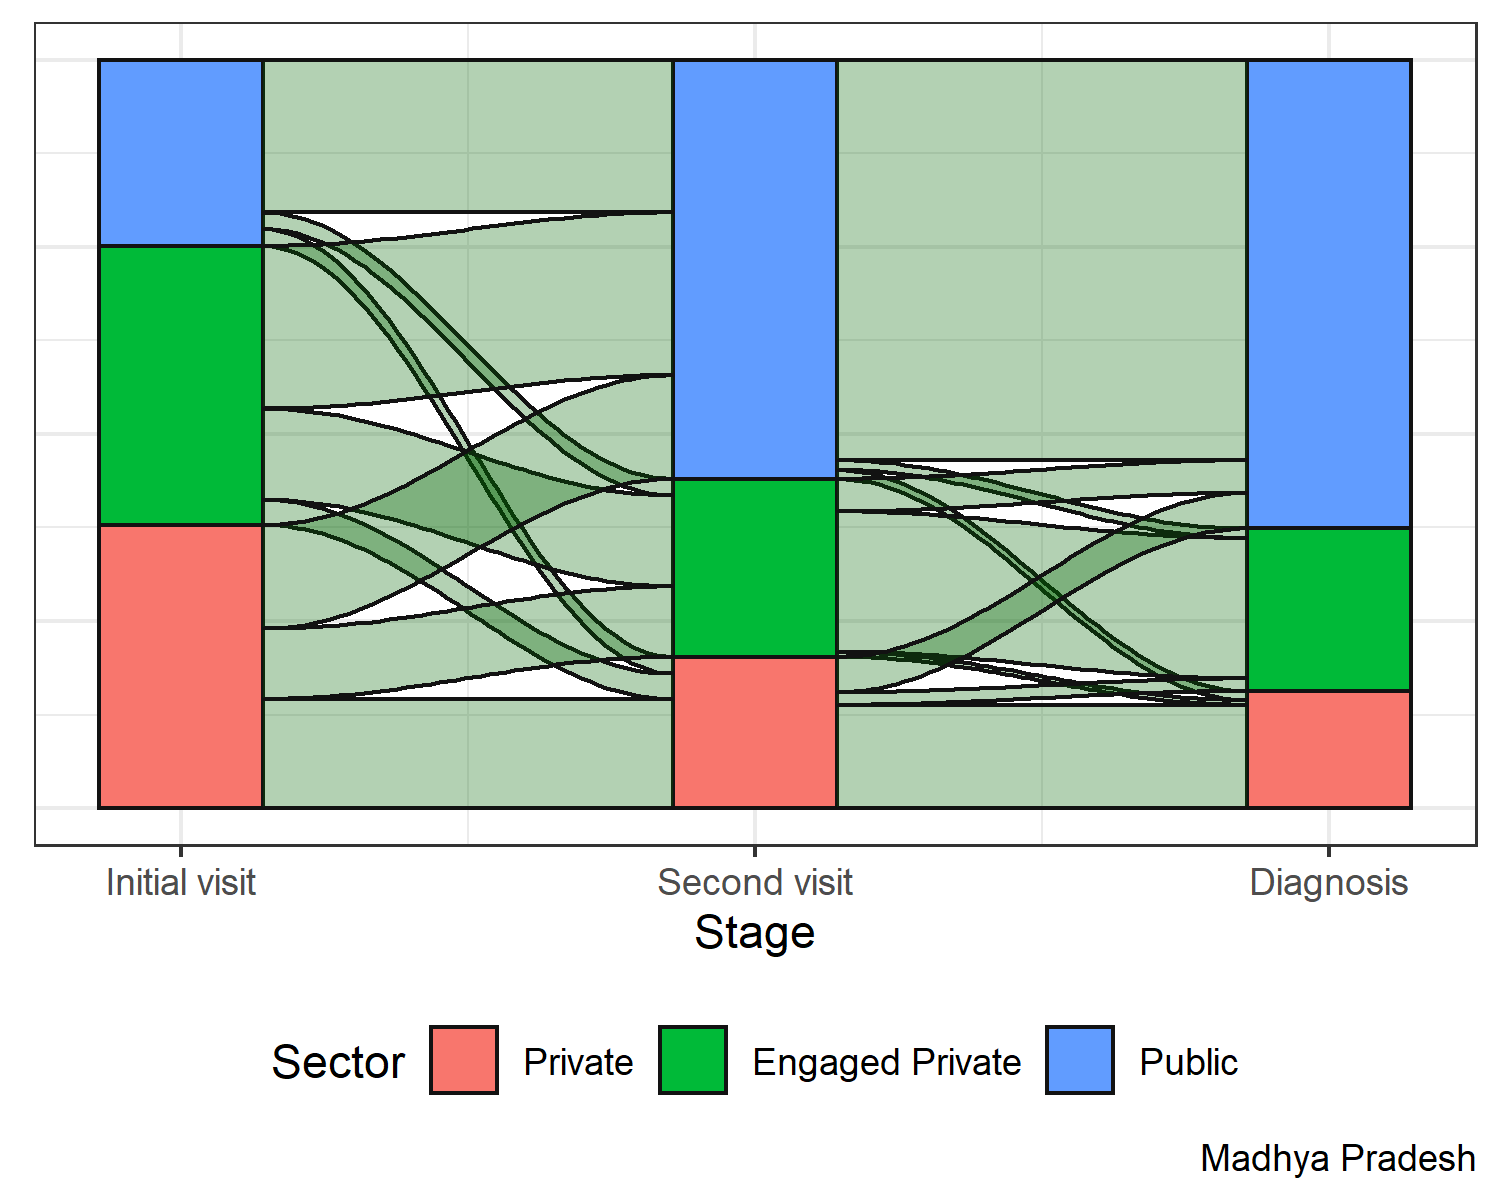 Initial visit Second visit Diagnosis
Stage
Sector Private Engaged Private Public
Madhya Pradesh